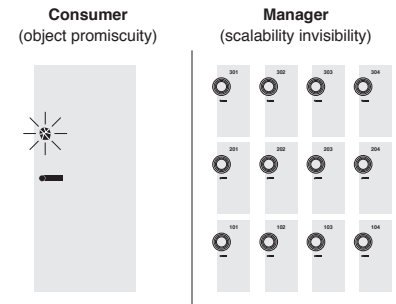 Consumer
(object promiscuity)
Manager
(scalability invisibility)
301 302 303 304
201 202 203 204
101 102 103 104